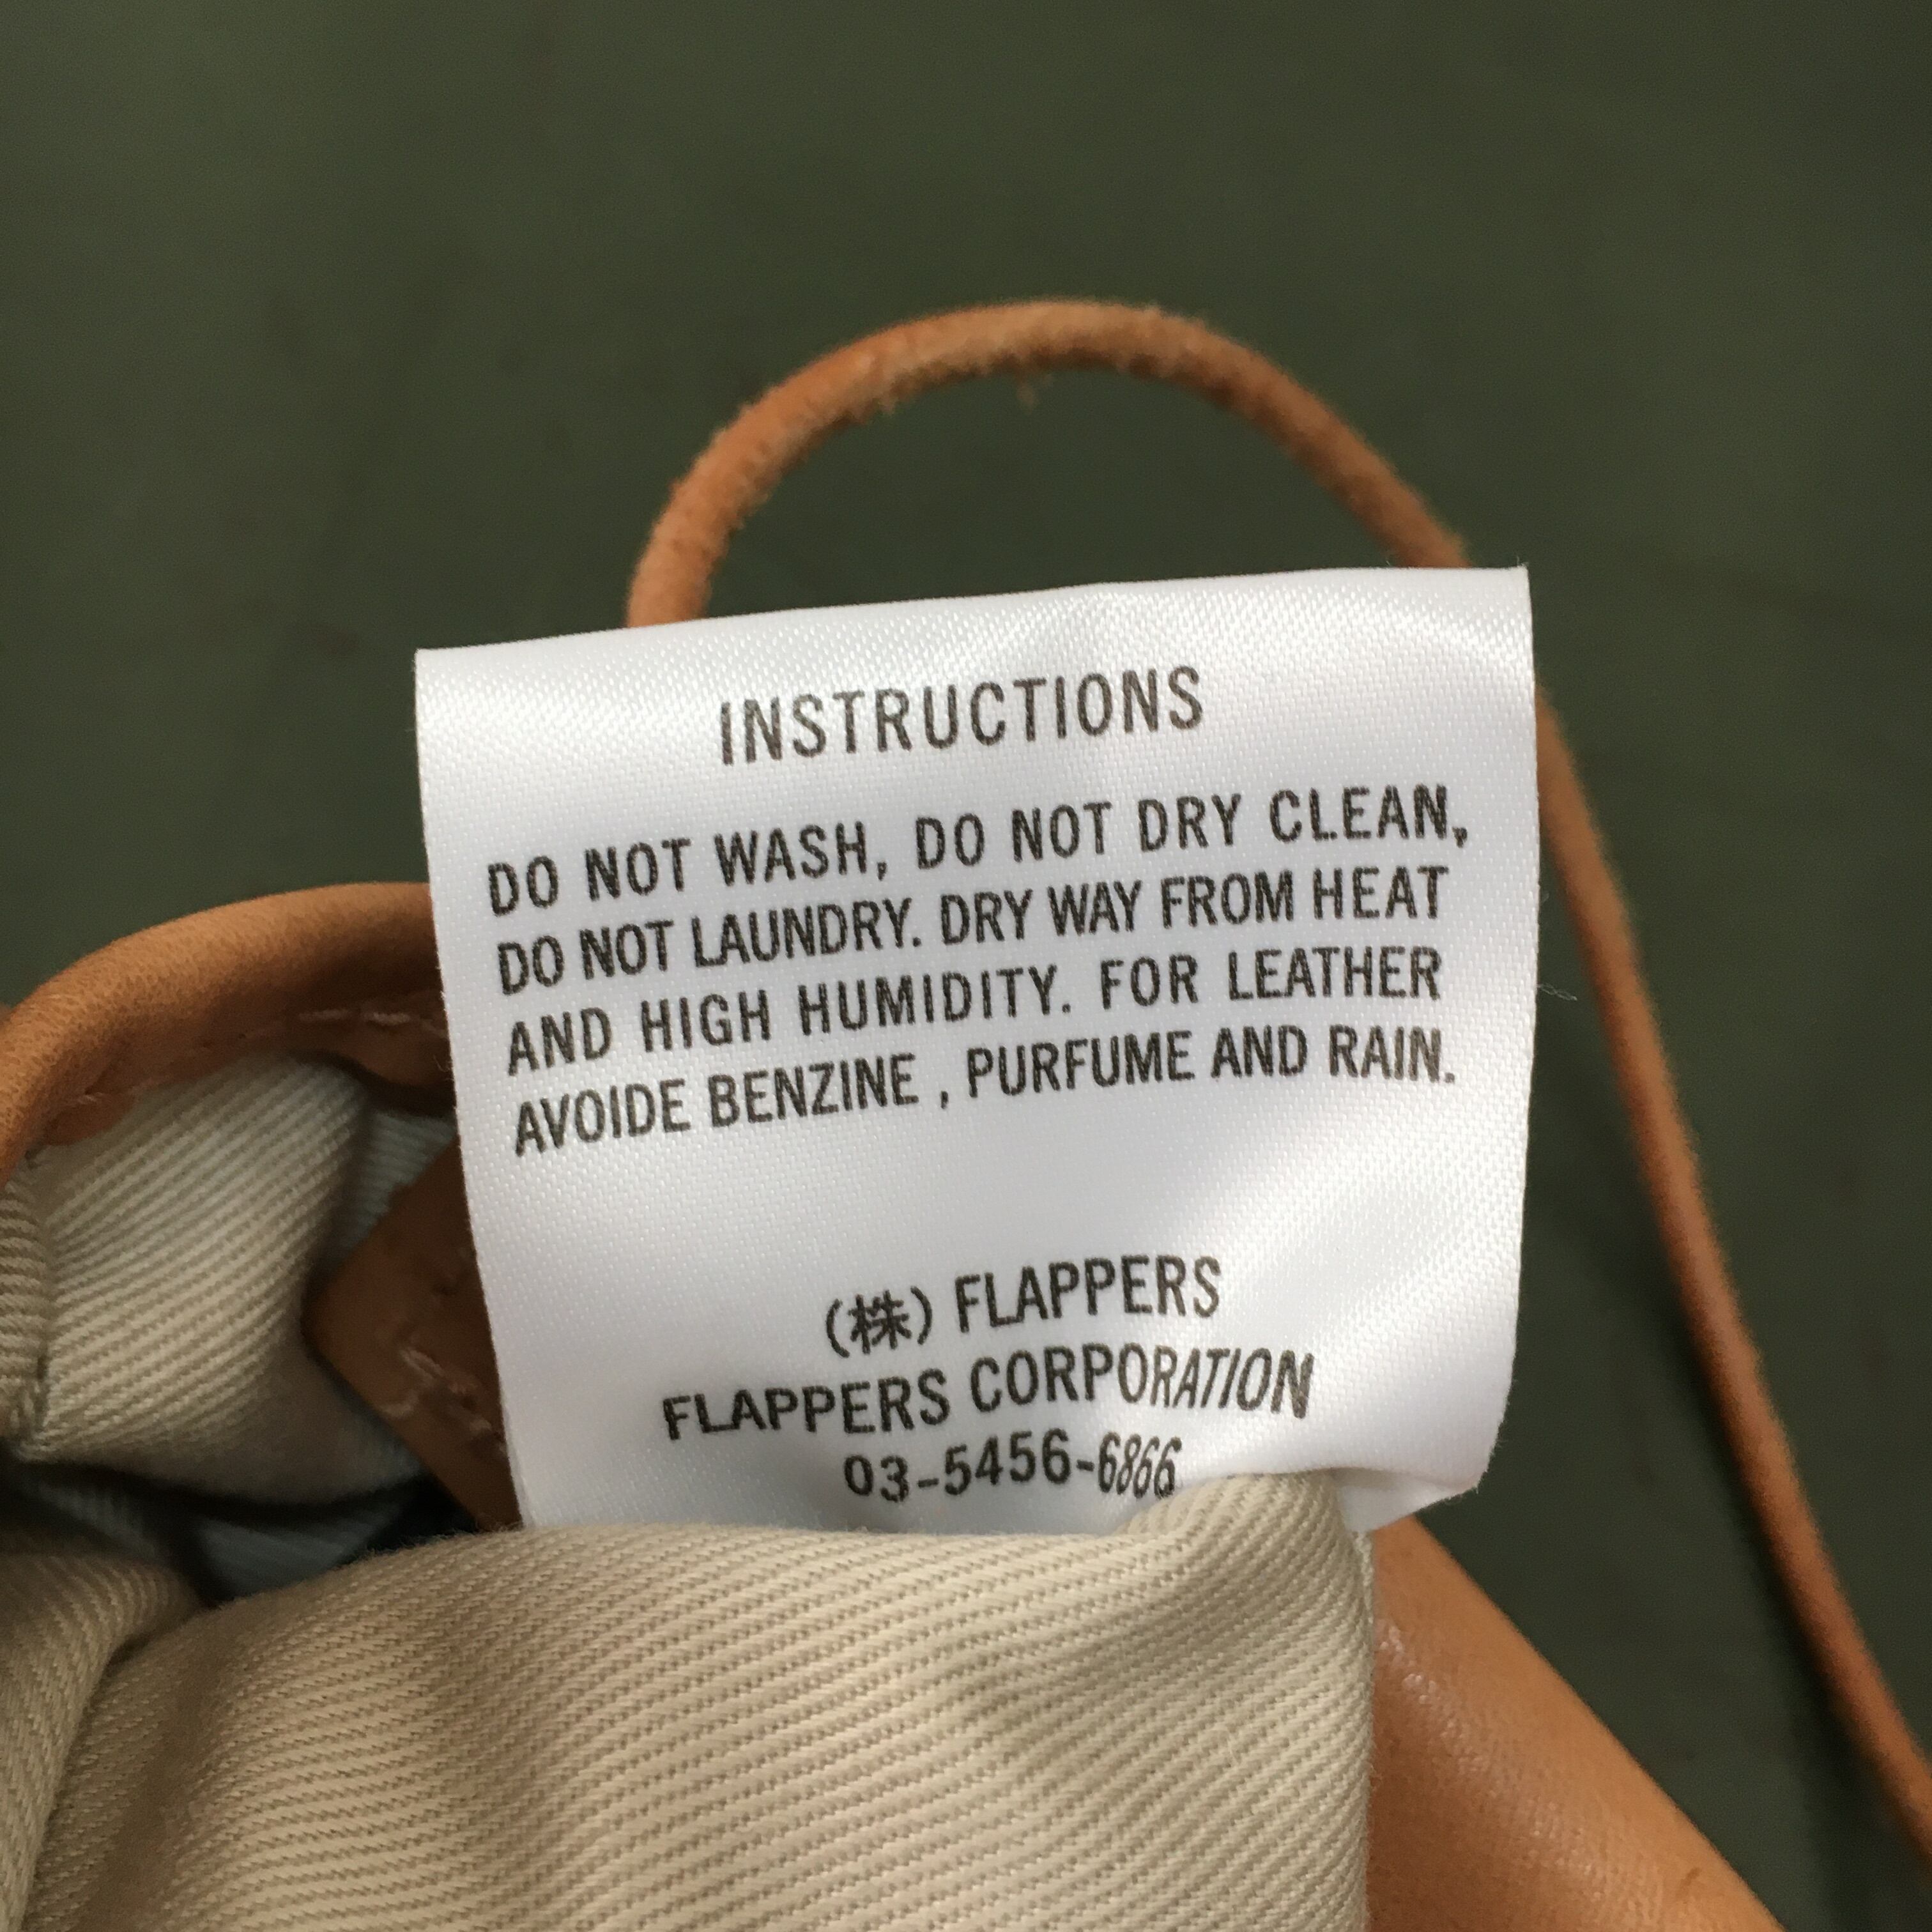 INSTRUCTIONS
DO NOT WASH, DO NOT DRY CLEAN,
DO NOT LAUNDRY. DRY WAY FROM HEAT
AND HIGH HUMIDITY. FOR LEATHER
AVOIDE BENZINE , PURFUME AND RAIN.
(株) FLAPPERS
FLAPPERS CORPORATION
03-5456-6866